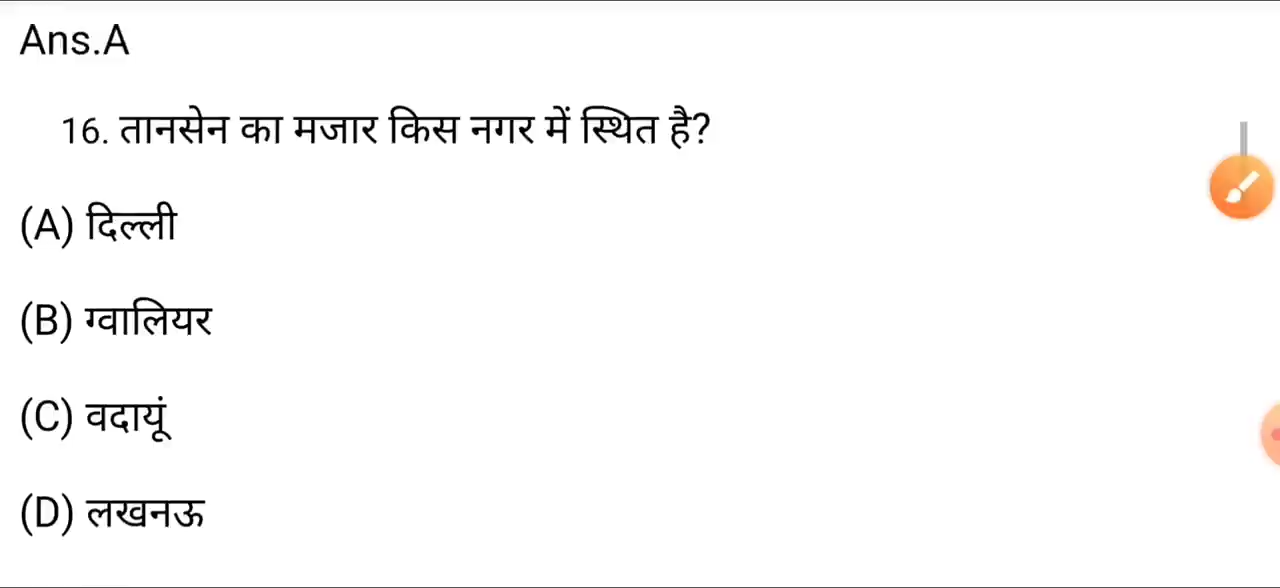 Ans.A
16. तानसेन का मजार किस नगर में स्थित है?
(A) दिल्ली
(B) ग्वालियर
(C) वदायूं
(D) लखनऊ